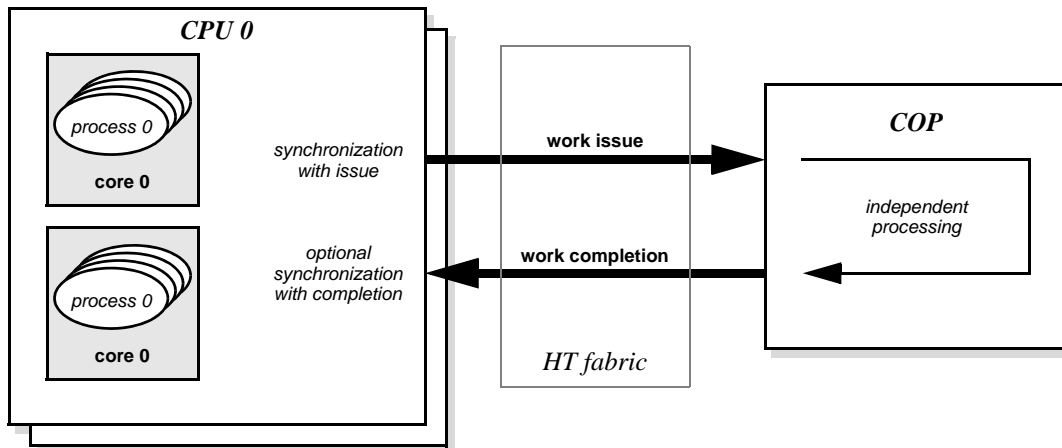 CPU 0
process 0
core 0
process 0
core 0
synchronization
with issue
optional
synchronization
with completion
work issue
work completion
HT fabric
COP
independent
processing